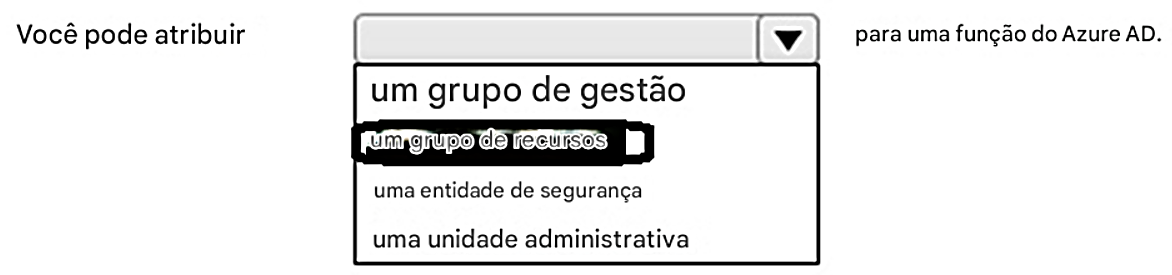 Você pode atribuir
para uma função do Azure AD.
um grupo de gestão
um grupo de recursos
uma entidade de segurança
uma unidade administrativa